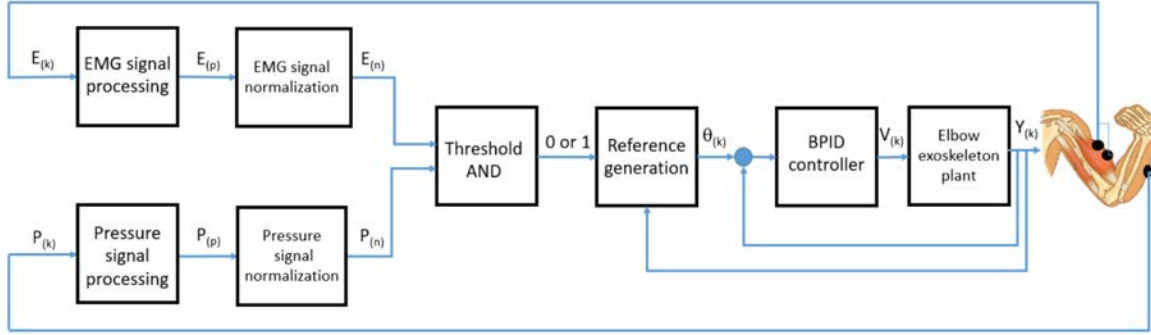 E(k)
EMG signal
processing
E(p)
EMG signal
normalization
E(n)
Threshold
AND
0 or 1
Reference
generation
θ(k)
BPID
controller
V(k)
Elbow
exoskeleton
plant
Y(k)
P(k)
Pressure
signal
processing
P(p)
Pressure
signal
normalization
P(n)